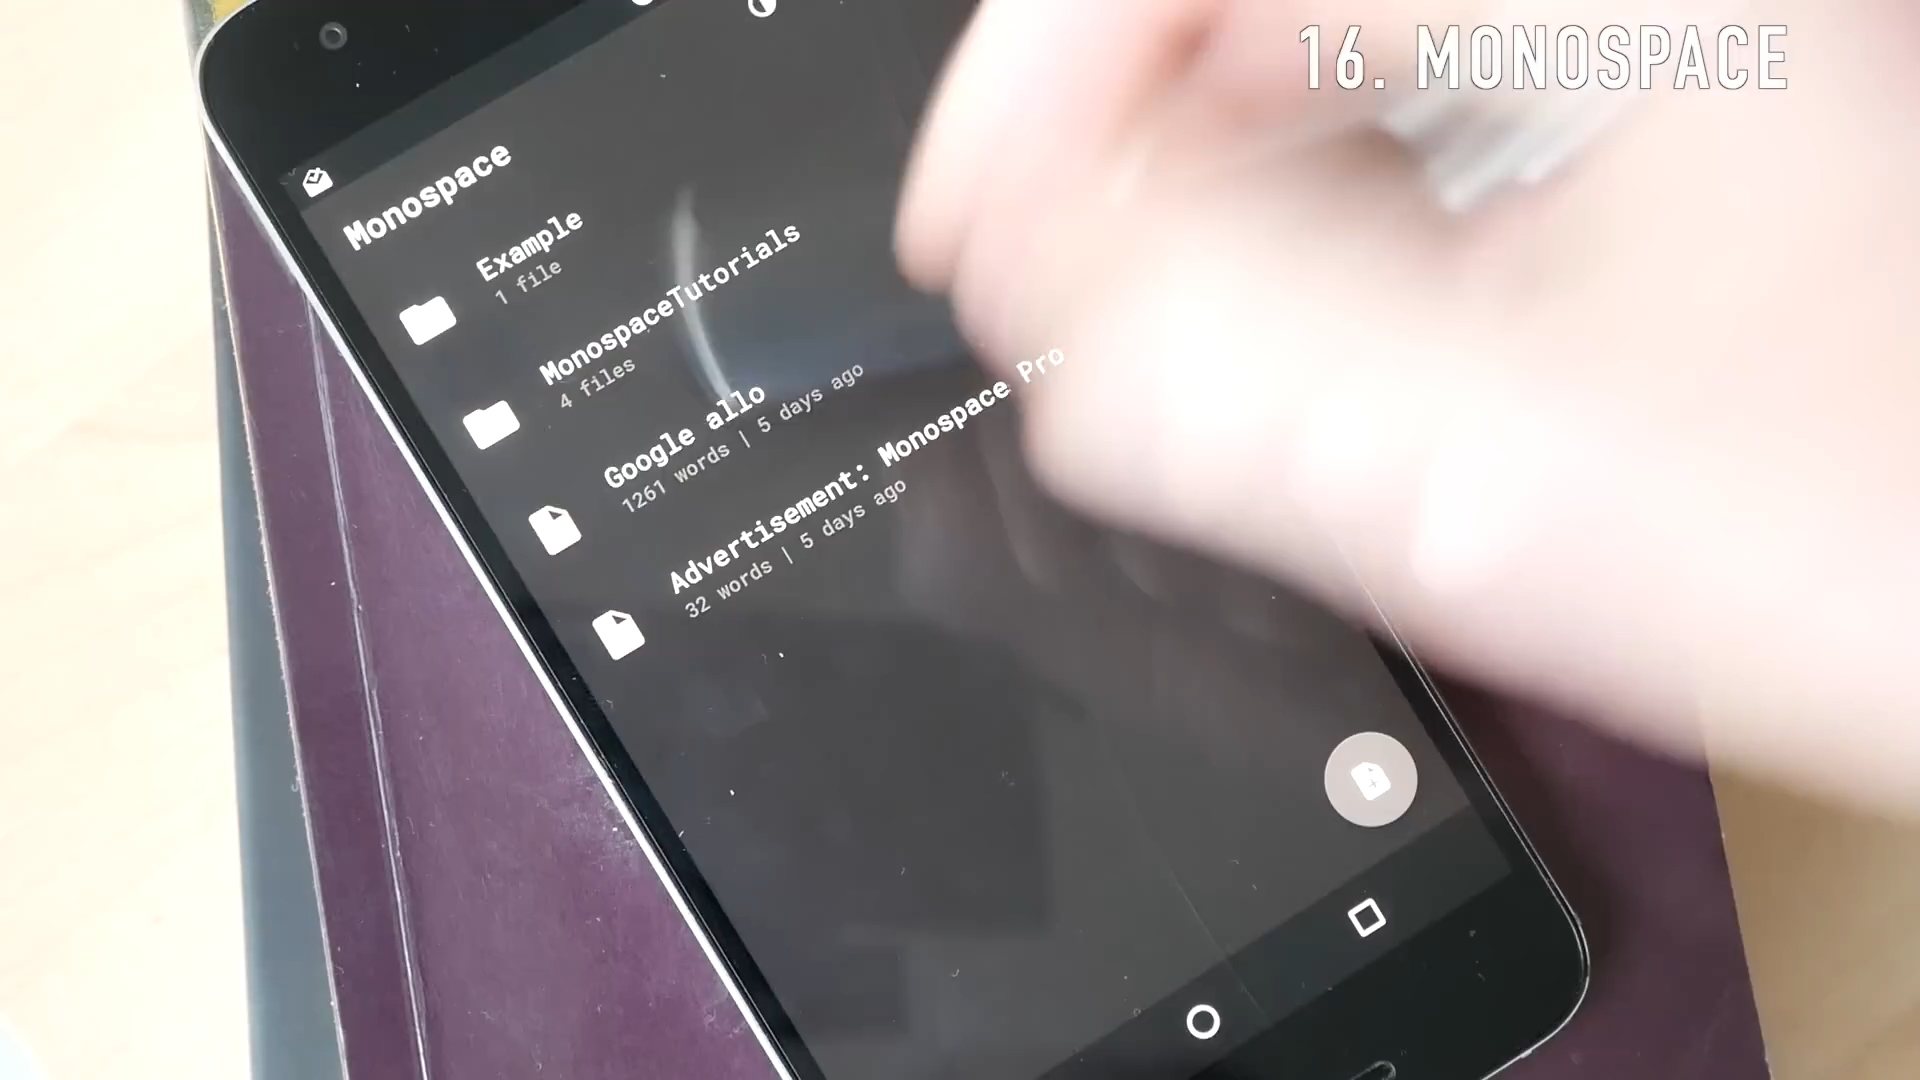 16. MONOSPACE
Monospace
Example
1 file
MonospaceTutorials
4 files
Google allo
1261 words | 5 days ago
Advertisement: Monospace Pro
32 words | 5 days ago